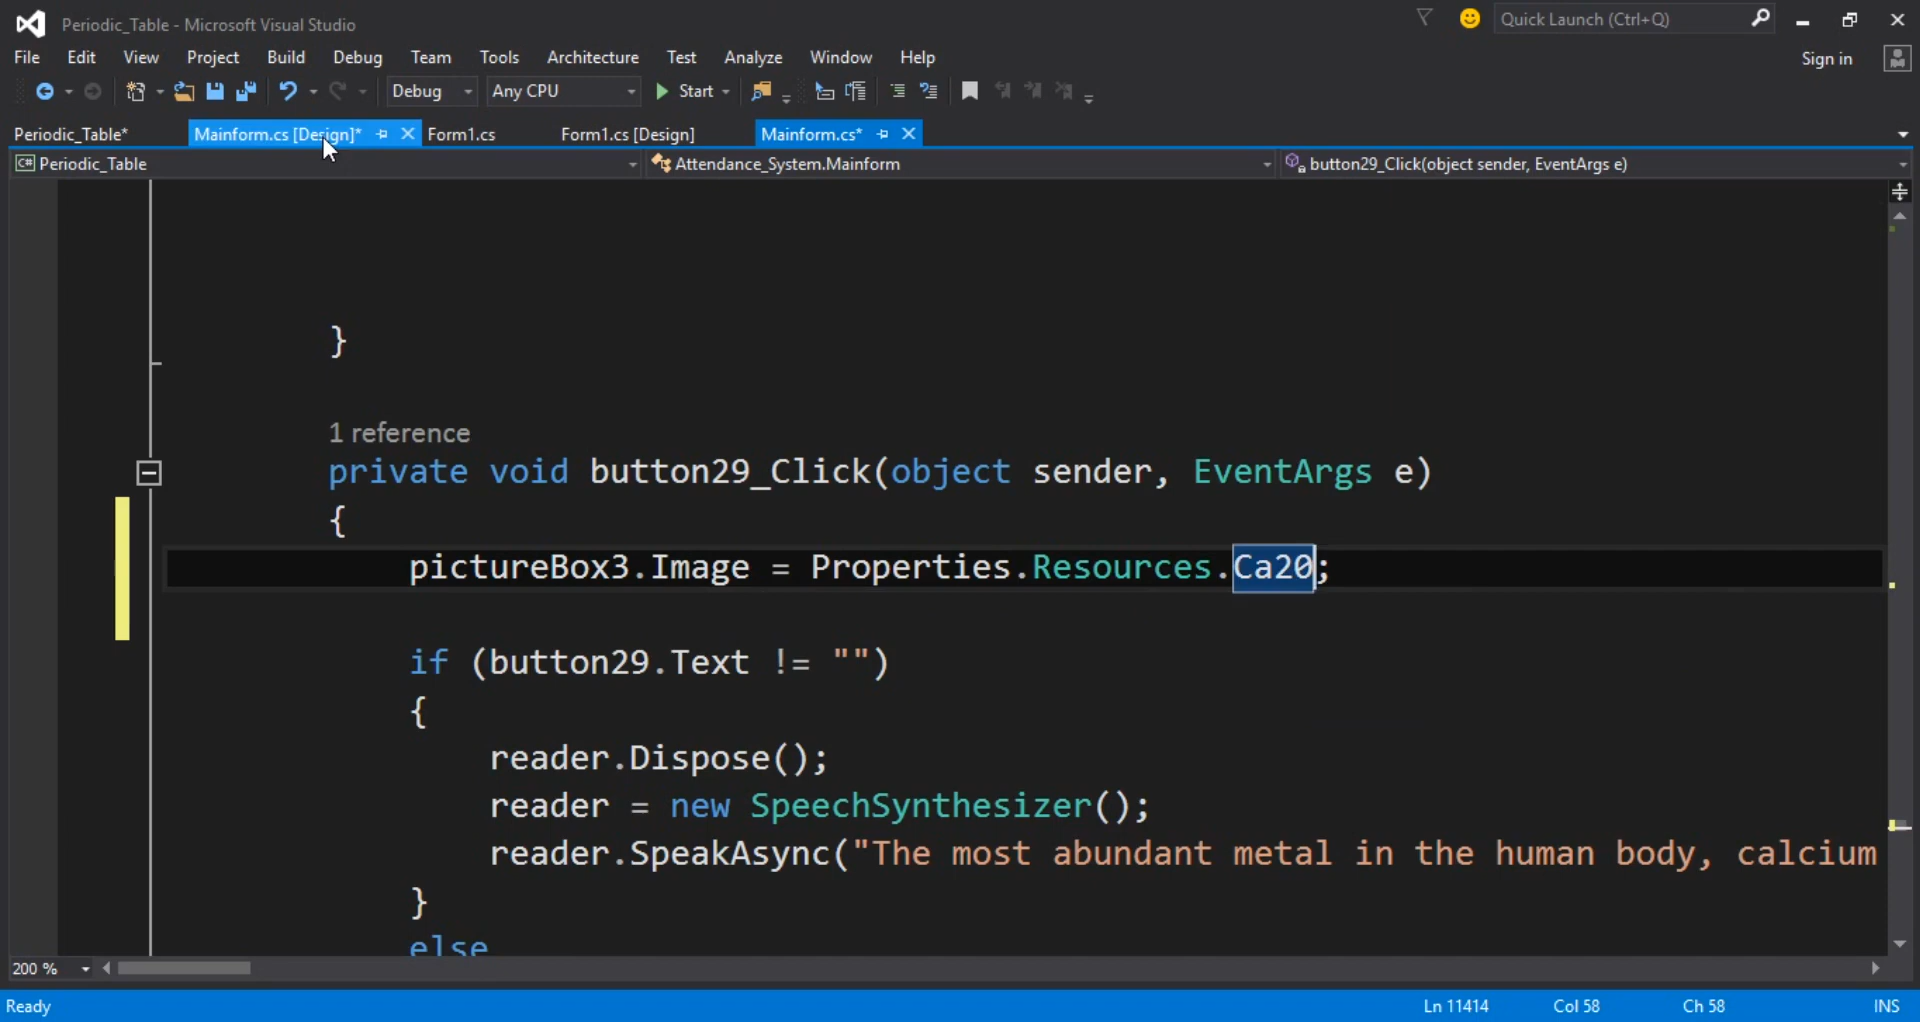 Periodic_Table - Microsoft Visual Studio
Quick Launch (Ctrl+Q)
File Edit View Project Build Debug Team Tools Architecture Test Analyze Window Help
Sign in
Debug Any CPU Start
Periodic_Table* Mainform.cs [Design]* Form1.cs Form1.cs [Design] Mainform.cs*
C# Periodic_Table Attendance_System.Mainform button29_Click(object sender, EventArgs e)
}
1 reference
private void button29_Click(object sender, EventArgs e)
{
pictureBox3.Image = Properties.Resources.Ca20;
if (button29.Text != "")
{
reader.Dispose();
reader = new SpeechSynthesizer();
reader.SpeakAsync("The most abundant metal in the human body, calcium
}
else
200 %
Ready Ln 11414 Col 58 Ch 58 INS